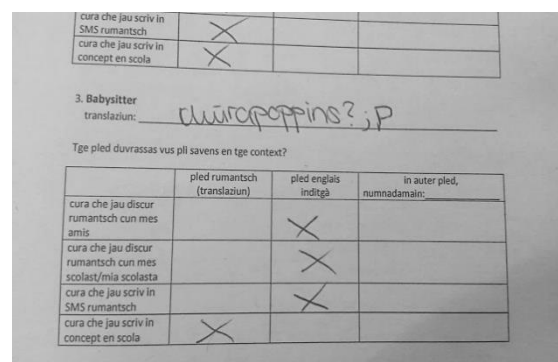 cura che jau scriv in
SMS rumantsch
cura che jau scriv in
concept en scola
3. Babysitter
translaziun: chürapoppins? ;P
Tge pled duvrassas vus pli savens en tge context?
pled rumantsch
(translaziun)
pled englais
inditgà
in auter pled,
numnadamain:
cura che jau discur
rumantsch cun mes
amis
cura che jau discur
rumantsch cun mes
scolast/mia scolasta
cura che jau scriv in
SMS rumantsch
cura che jau scriv in
concept en scola